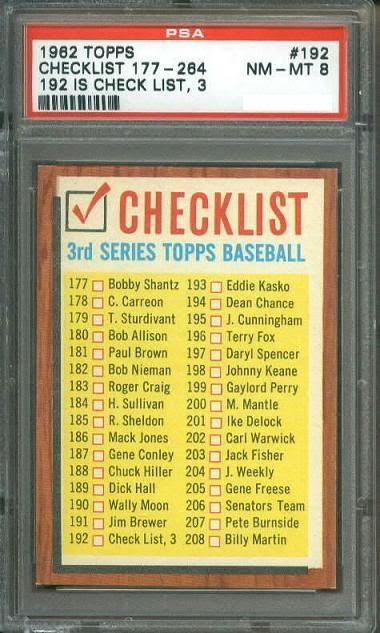 PSA
1962 TOPPS #192
CHECKLIST 177-264 NM-MT 8
192 IS CHECK LIST, 3
CHECKLIST
3rd SERIES TOPPS BASEBALL
177 Bobby Shantz
178 C. Carreon
179 T. Sturdivant
180 Bob Allison
181 Paul Brown
182 Bob Nieman
183 Roger Craig
184 H. Sullivan
185 R. Sheldon
186 Mack Jones
187 Gene Conley
188 Chuck Hiller
189 Dick Hall
190 Wally Moon
191 Jim Brewer
192 Check List, 3
193 Eddie Kasko
194 Dean Chance
195 J. Cunningham
196 Terry Fox
197 Daryl Spencer
198 Johnny Keane
199 Gaylord Perry
200 M. Mantle
201 Ike Delock
202 Carl Warwick
203 Jack Fisher
204 J. Weekly
205 Gene Freese
206 Senators Team
207 Pete Burnside
208 Billy Martin